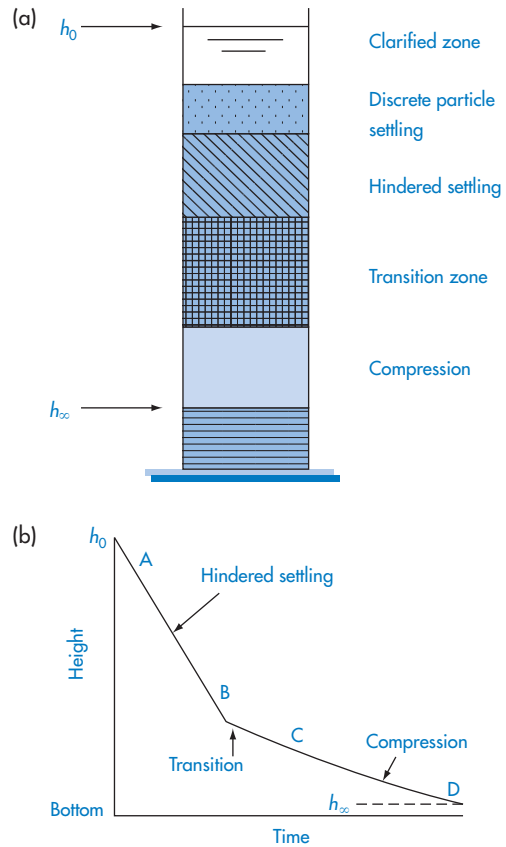 (a)
h₀
Clarified zone
Discrete particle
settling
Hindered settling
Transition zone
Compression
h∞
(b)
h₀
A
Hindered settling
Height
B
C
Transition
Compression
D
h∞
Bottom
Time